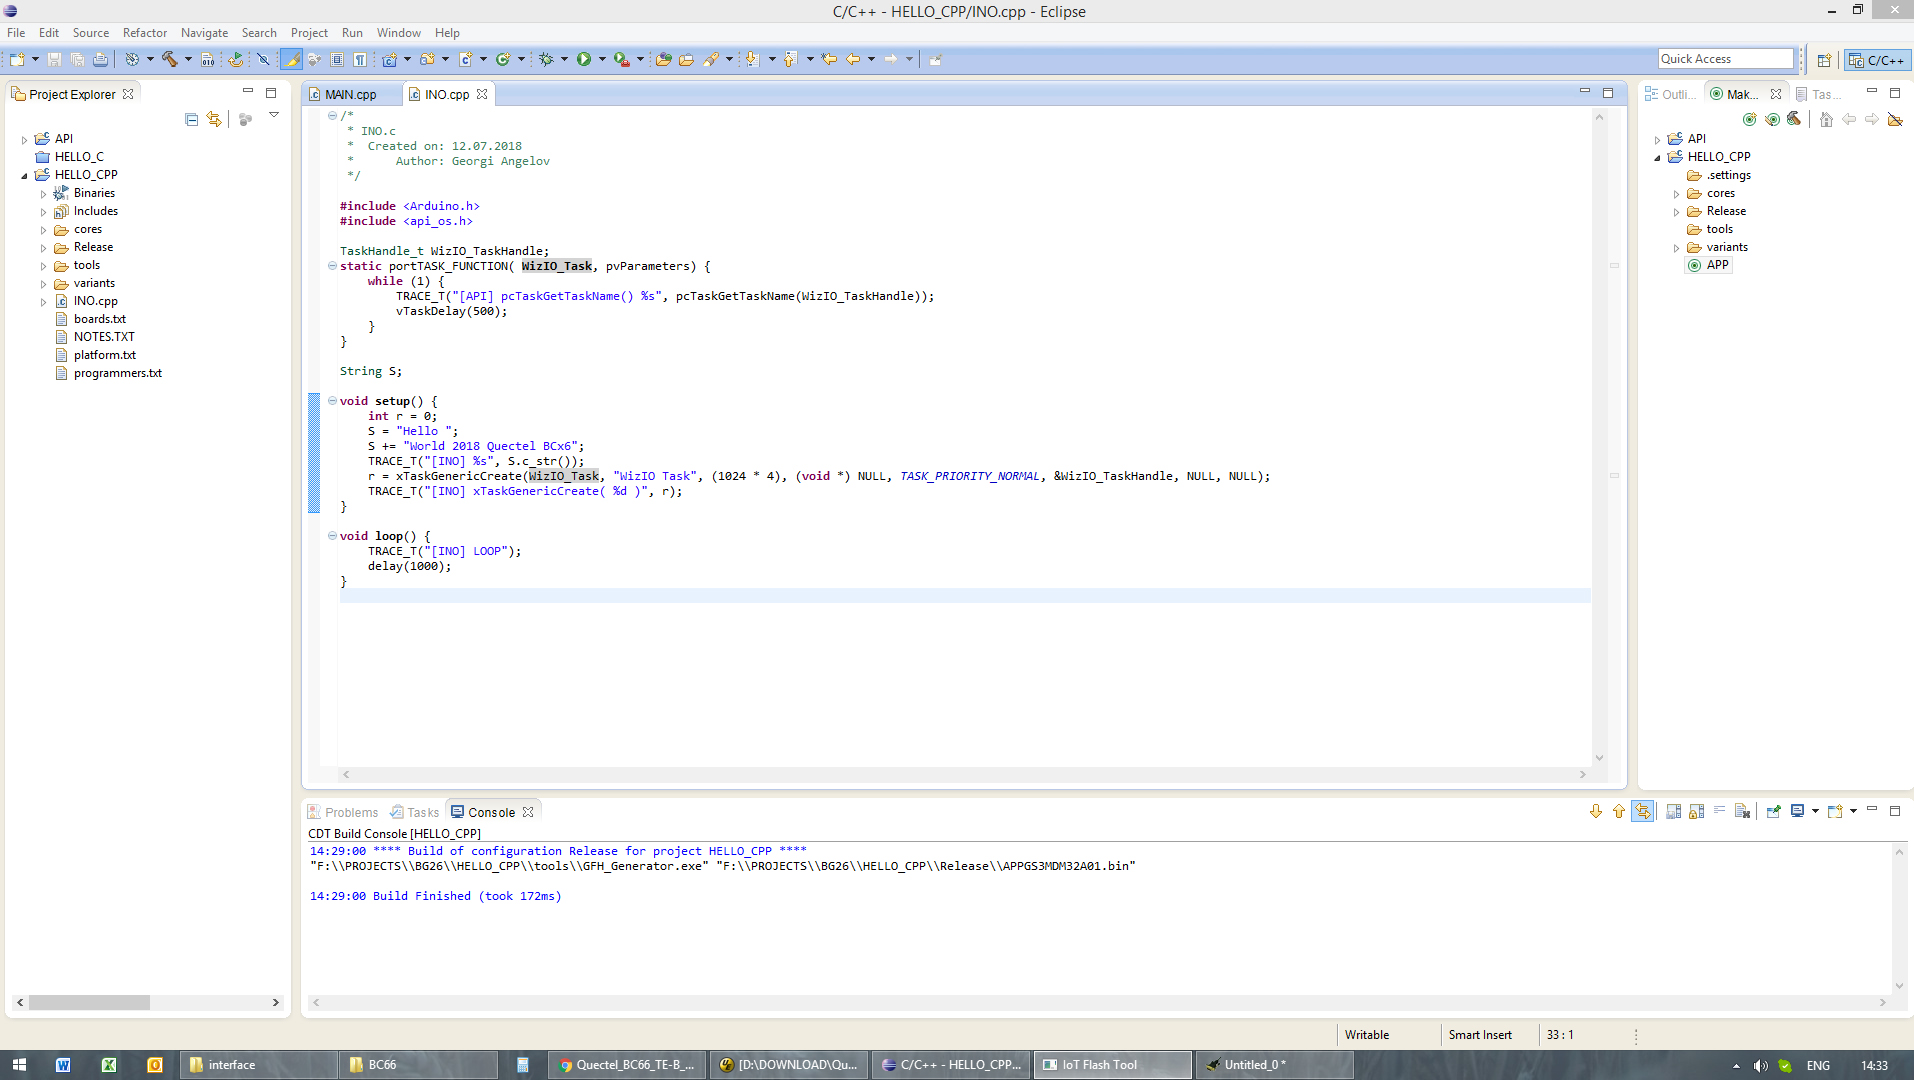 C/C++ - HELLO_CPP/INO.cpp - Eclipse
File Edit Source Refactor Navigate Search Project Run Window Help
Quick Access
C/C++
Project Explorer
API
HELLO_C
HELLO_CPP
Binaries
Includes
cores
Release
tools
variants
INO.cpp
boards.txt
NOTES.TXT
platform.txt
programmers.txt
MAIN.cpp
INO.cpp
/*
* INO.c
* Created on: 12.07.2018
* Author: Georgi Angelov
*/
#include <Arduino.h>
#include <api_os.h>
TaskHandle_t WizIO_TaskHandle;
static portTASK_FUNCTION( WizIO_Task, pvParameters) {
while (1) {
TRACE_T("[API] pcTaskGetTaskName() %s", pcTaskGetTaskName(WizIO_TaskHandle));
vTaskDelay(500);
}
}
String S;
void setup() {
int r = 0;
S = "Hello ";
S += "World 2018 Quectel BCx6";
TRACE_T("[INO] %s", S.c_str());
r = xTaskGenericCreate(WizIO_Task, "WizIO Task", (1024 * 4), (void *) NULL, TASK_PRIORITY_NORMAL, &WizIO_TaskHandle, NULL, NULL);
TRACE_T("[INO] xTaskGenericCreate( %d )", r);
}
void loop() {
TRACE_T("[INO] LOOP");
delay(1000);
}
Outli...
Mak...
Tas...
API
HELLO_CPP
.settings
cores
Release
tools
variants
APP
Problems
Tasks
Console
CDT Build Console [HELLO_CPP]
14:29:00 **** Build of configuration Release for project HELLO_CPP ****
"F:\\PROJECTS\\BG26\\HELLO_CPP\\tools\\GFH_Generator.exe" "F:\\PROJECTS\\BG26\\HELLO_CPP\\Release\\APPGS3MDM32A01.bin"
14:29:00 Build Finished (took 172ms)
Writable
Smart Insert
33 : 1
interface
BC66
Quectel_BC66_TE-B_...
[D:\DOWNLOAD\Qu...
C/C++ - HELLO_CPP...
IoT Flash Tool
Untitled_0 *
ENG
14:33